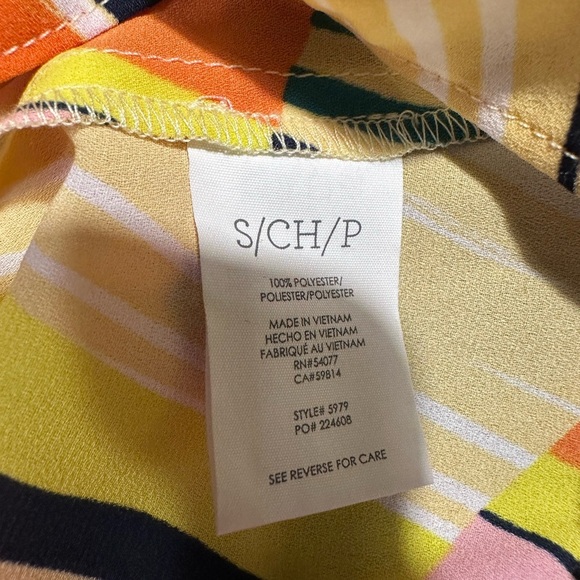 S/CH/P
100% POLYESTER/
POLIESTER/POLYESTER
MADE IN VIETNAM
HECHO EN VIETNAM
FABRIQUÉ AU VIETNAM
RN#54077
CA#59814
STYLE# 5979
PO# 224608
SEE REVERSE FOR CARE